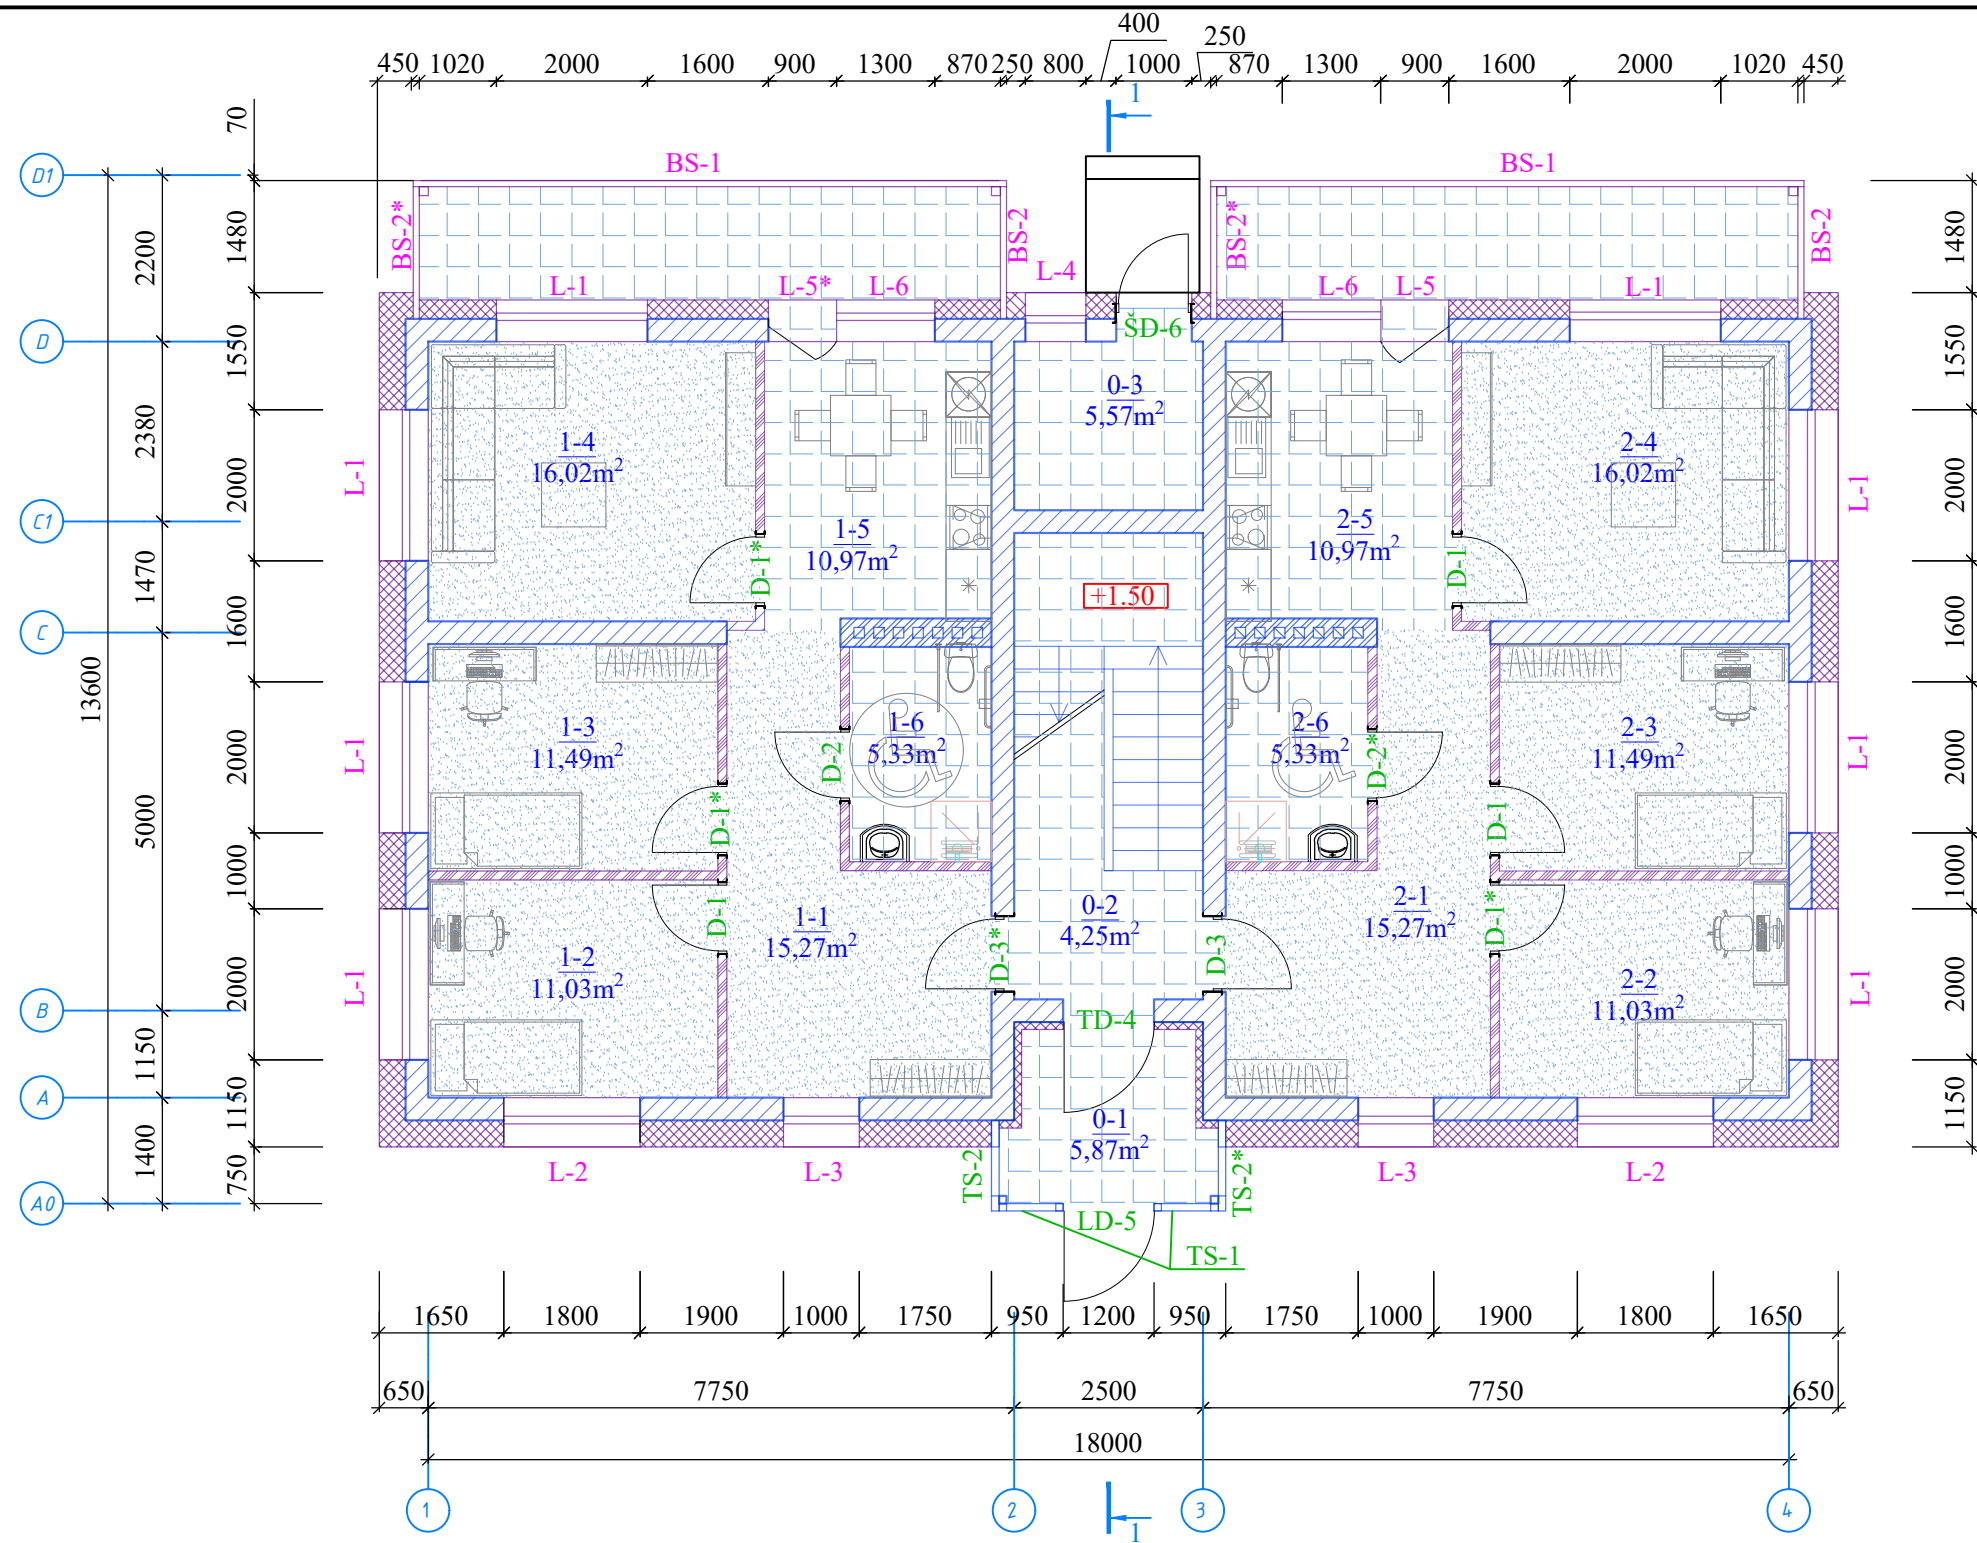 400
250
450 1020 2000 1600 900 1300 870 250 800 1000 870 1300 900 1600 2000 1020 450
1
70
D1
BS-1 BS-1
BS-2* BS-2 BS-2* BS-2
2200 1480 1480
L-1 L-5* L-6 L-4 L-6 L-5 L-1
D
ŠD-6
1550 1550
0-3
5,57m²
2380
1-4
16,02m²
2-4
16,02m²
L-1 L-1
2000 2000
C1
1-5
10,97m²
2-5
10,97m²
D-1* D-1
+1.50
1470
1600 1600
C
13600
1-3
11,49m²
1-6
5,33m²
2-6
5,33m²
2-3
11,49m²
L-1 D-2 D-2* L-1
2000 2000
5000
D-1* D-1
1000 1000
1-1
15,27m²
0-2
4,25m²
2-1
15,27m²
D-1 D-3* D-3 D-1*
1-2
11,03m²
2-2
11,03m²
L-1 L-1
2000 2000
B
TD-4
1150
A
1150 1150
0-1
5,87m²
1400
750
L-2 L-3 TS-2 TS-2* L-3 L-2
A0
LD-5
TS-1
1650 1800 1900 1000 1750 950 1200 950 1750 1000 1900 1800 1650
650 7750 2500 7750 650
18000
1 2 3 4
1